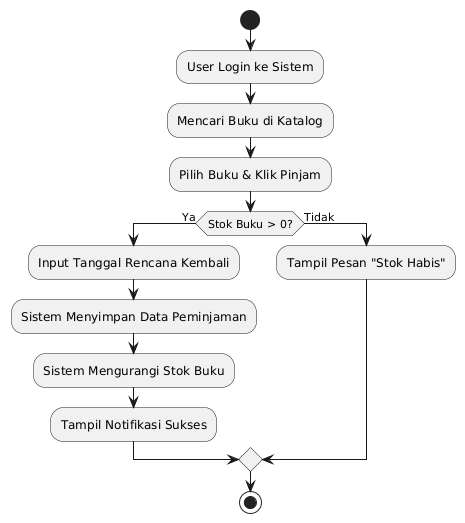 User Login ke Sistem
Mencari Buku di Katalog
Pilih Buku & Klik Pinjam
Stok Buku > 0?
Ya
Tidak
Input Tanggal Rencana Kembali
Tampil Pesan "Stok Habis"
Sistem Menyimpan Data Peminjaman
Sistem Mengurangi Stok Buku
Tampil Notifikasi Sukses